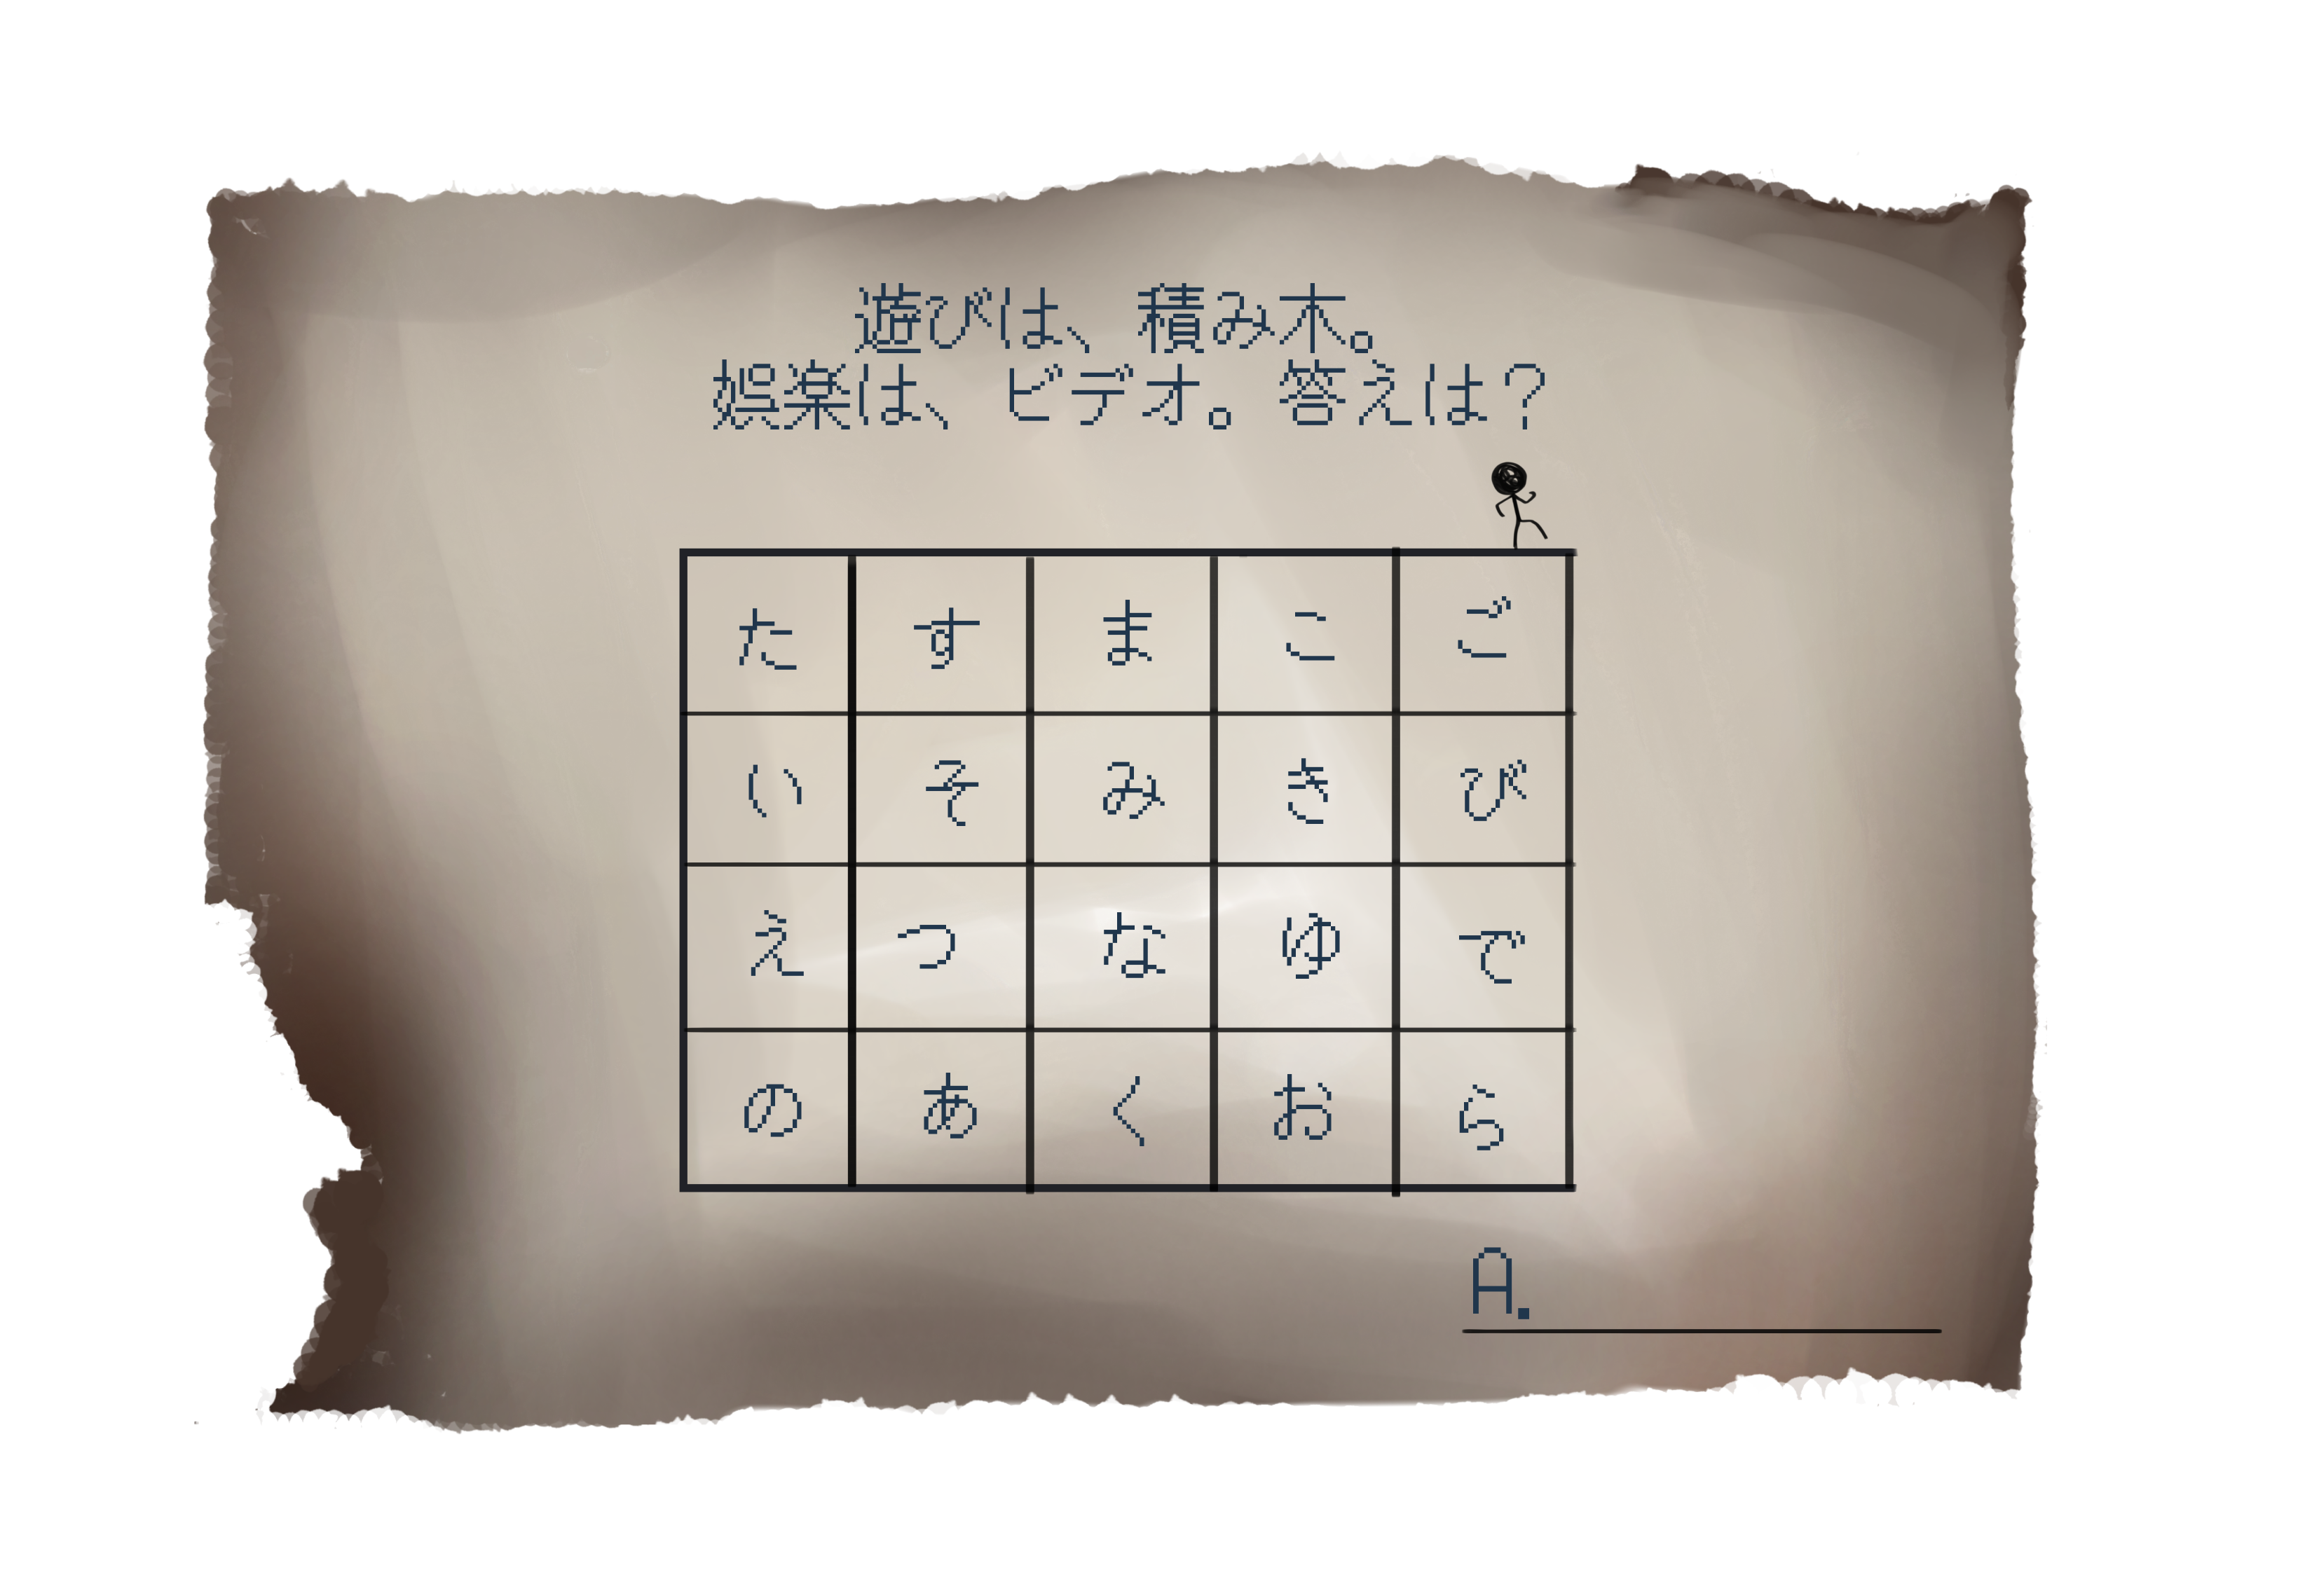 遊びは、積み木。
娯楽は、ビデオ。答えは？
た す ま こ ご
い そ み き び
え つ な ゆ で
の あ く お ら
A.